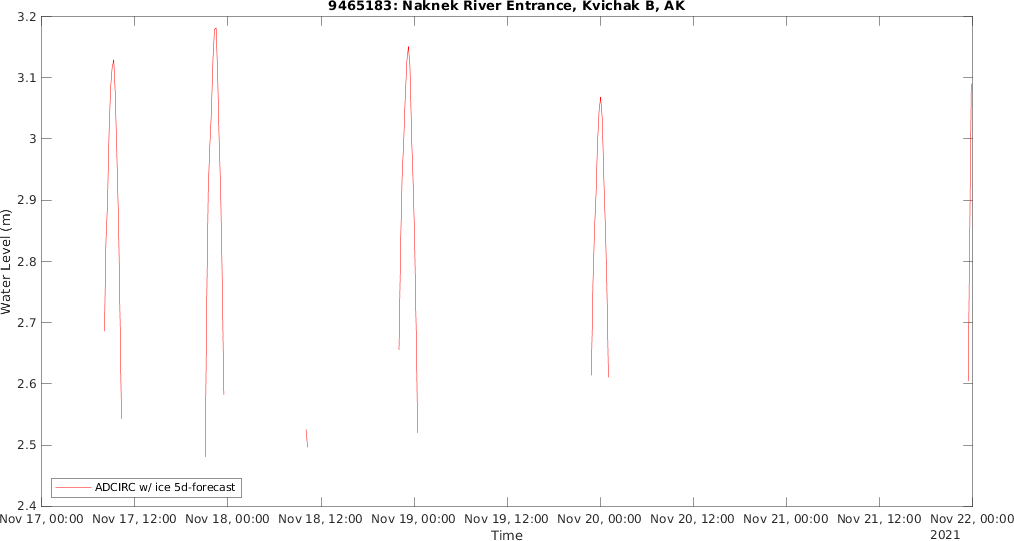 9465183: Naknek River Entrance, Kvichak B, AK
3.2
3.1
3
2.9
2.8
2.7
2.6
2.5
2.4
Water Level (m)
ADCIRC w/ ice 5d-forecast
Nov 17, 00:00 Nov 17, 12:00 Nov 18, 00:00 Nov 18, 12:00 Nov 19, 00:00 Nov 19, 12:00 Nov 20, 00:00 Nov 20, 12:00 Nov 21, 00:00 Nov 21, 12:00 Nov 22, 00:00
Time
2021